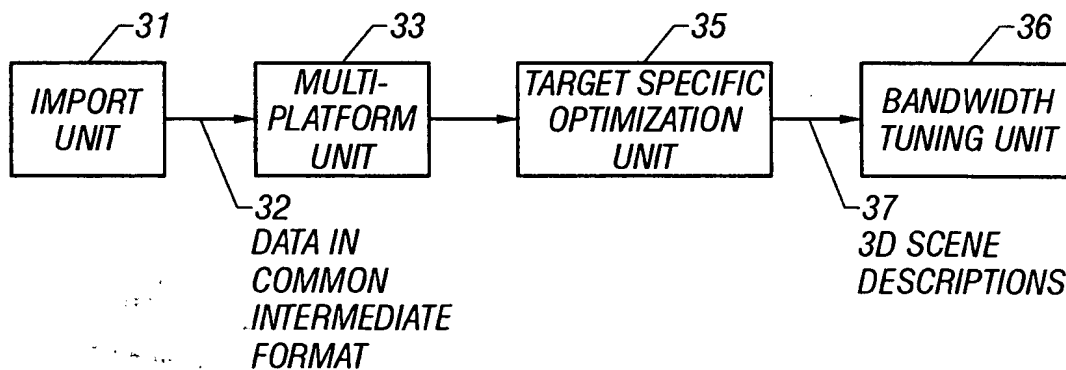 31
33
35
36
IMPORT
UNIT
MULTI-
PLATFORM
UNIT
TARGET SPECIFIC
OPTIMIZATION
UNIT
BANDWIDTH
TUNING UNIT
32
DATA IN
COMMON
INTERMEDIATE
FORMAT
37
3D SCENE
DESCRIPTIONS